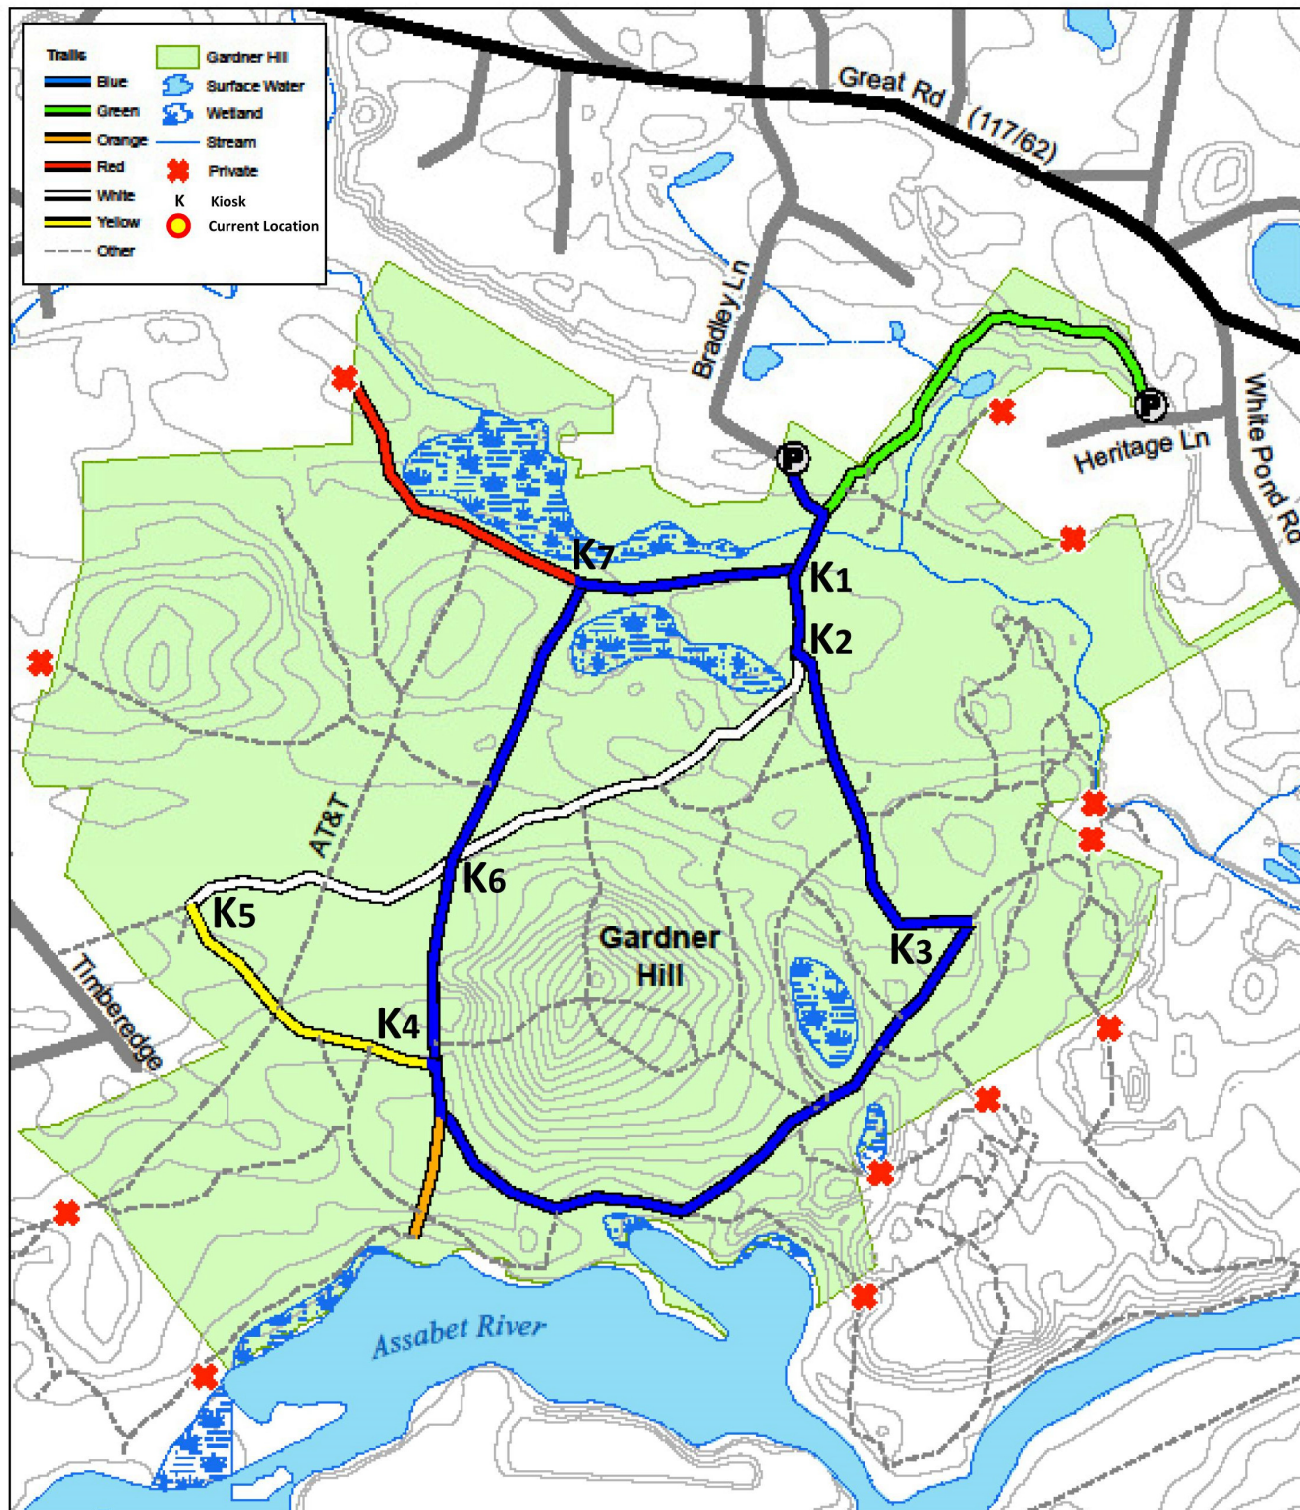 Trails
Blue
Green
Orange
Red
White
Yellow
Other
Gardner Hill
Surface Water
Wetland
Stream
Private
K Kiosk
Current Location
Great Rd (117/62)
Bradley Ln
P
P
Heritage Ln
White Pond Rd
K7
K1
K2
AT&T
K6
K5
Gardner
Hill
K3
Timberedge
K4
Assabet River